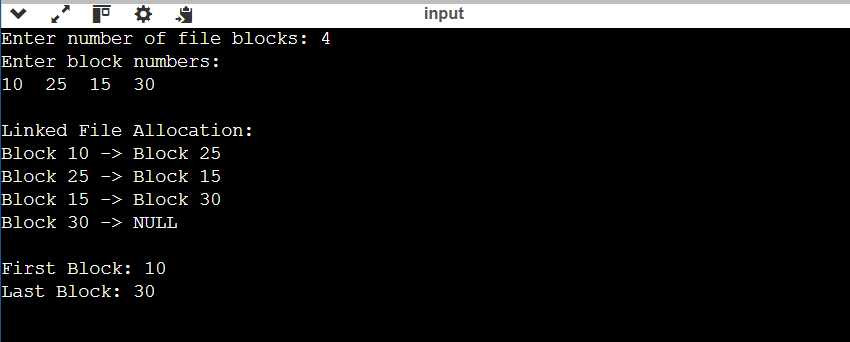 input
Enter number of file blocks: 4
Enter block numbers:
10  25  15  30
Linked File Allocation:
Block 10 -> Block 25
Block 25 -> Block 15
Block 15 -> Block 30
Block 30 -> NULL
First Block: 10
Last Block: 30